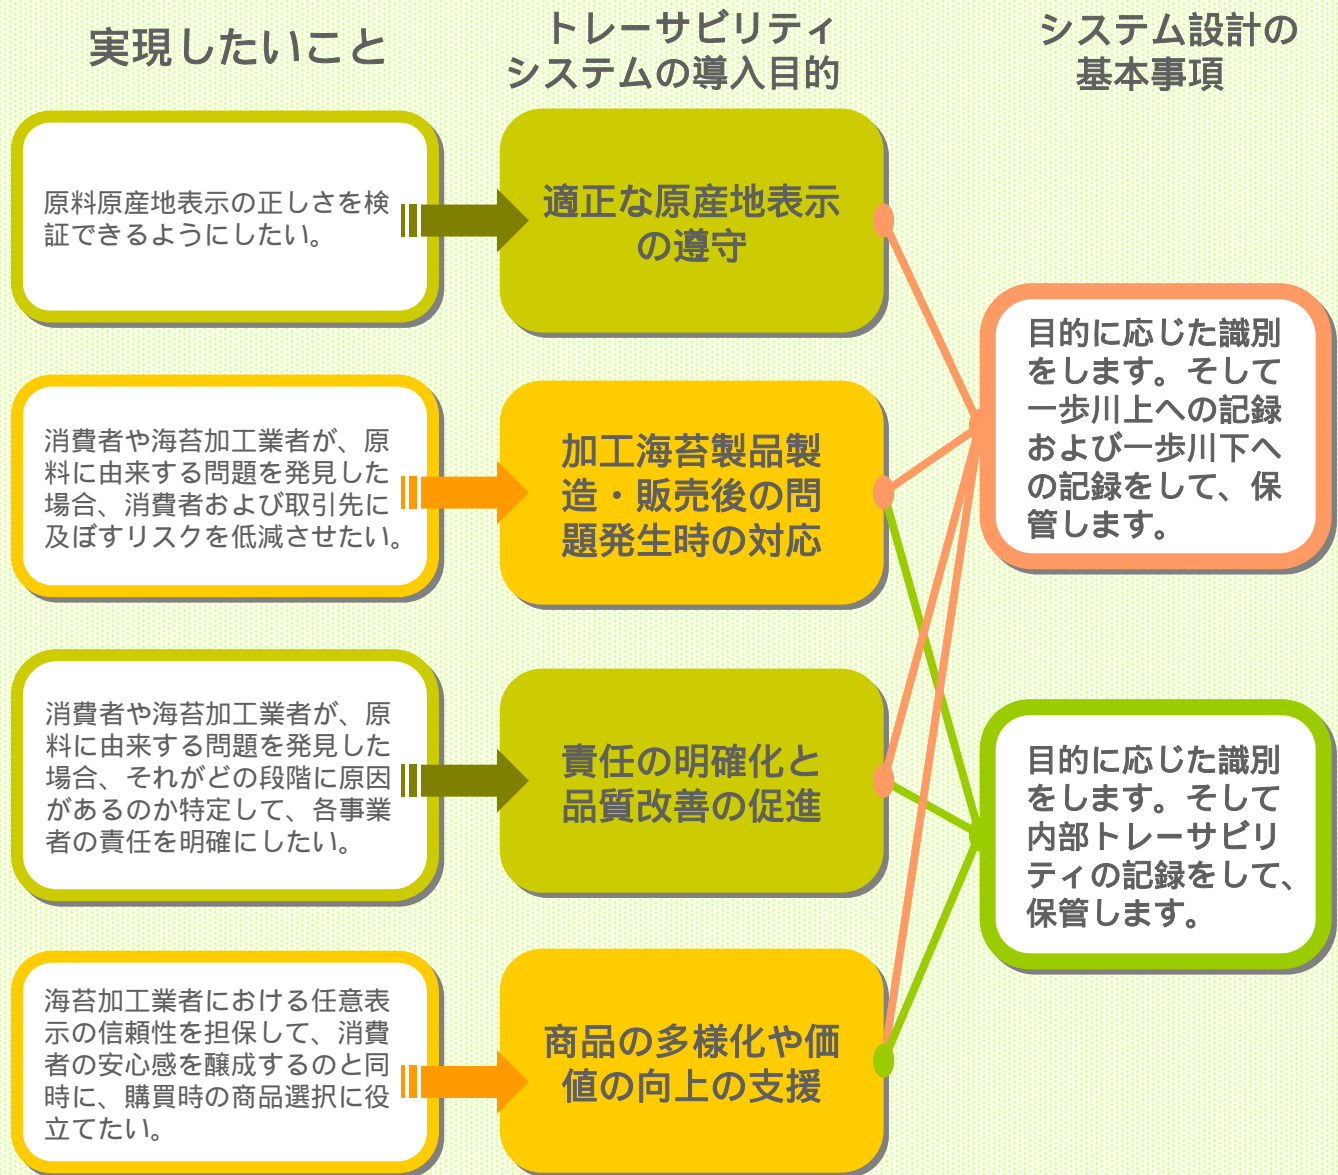 実現したいこと
トレーサビリティ
システムの導入目的
システム設計の
基本事項
原料原産地表示の正しさを検
証できるようにしたい。
適正な原産地表示
の遵守
消費者や海苔加工業者が、原
料に由来する問題を発見した
場合、消費者および取引先に
及ぼすリスクを低減させたい。
加工海苔製品製
造・販売後の問
題発生時の対応
消費者や海苔加工業者が、原
料に由来する問題を発見した
場合、それがどの段階に原因
があるのか特定して、各事業
者の責任を明確にしたい。
責任の明確化と
品質改善の促進
海苔加工業者における任意表
示の信頼性を担保して、消費
者の安心感を醸成するのと同
時に、購買時の商品選択に役
立てたい。
商品の多様化や価
値の向上の支援
目的に応じた識別
をします。そして
一歩川上への記録
および一歩川下へ
の記録をして、保
管します。
目的に応じた識別
をします。そして
内部トレーサビリ
ティの記録をして、
保管します。